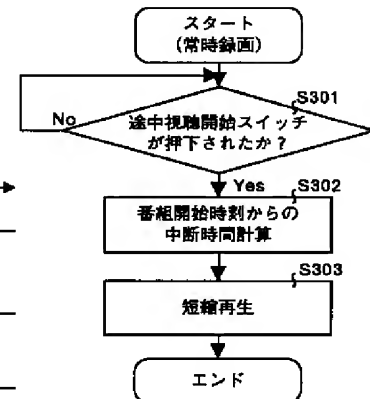 スタート
(常時録画)
S301
No
途中視聴開始スイッチ
が押下されたか？
Yes
S302
番組開始時刻からの
中断時間計算
S303
短縮再生
エンド